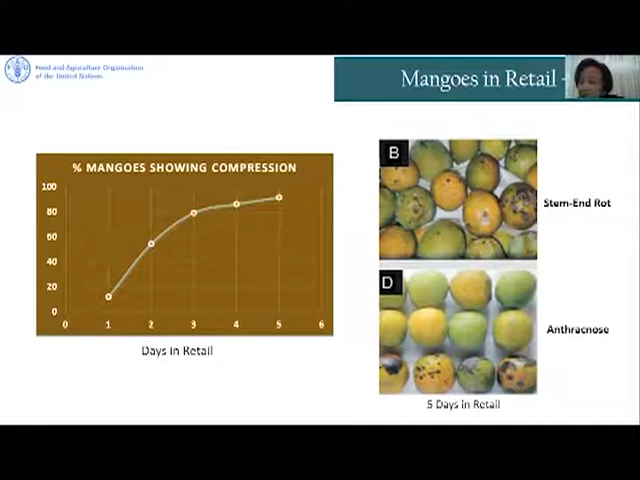 Food and Agriculture Organization
of the United Nations
Mangoes in Retail -
% MANGOES SHOWING COMPRESSION
100
80
60
40
20
0
0 1 2 3 4 5 6
Days in Retail
B
Stem-End Rot
D
Anthracnose
5 Days in Retail